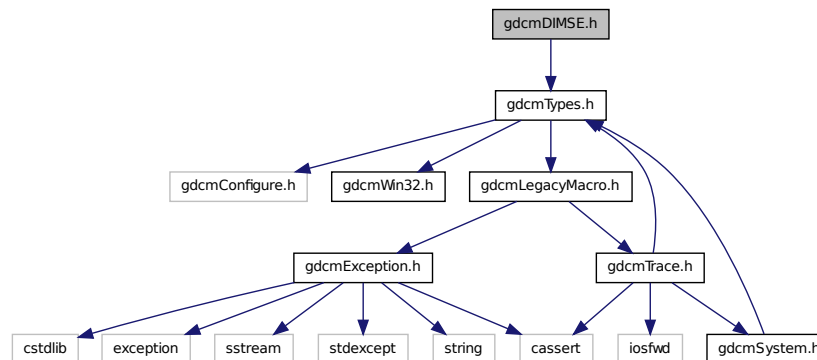 gdcmDIMSE.h
gdcmTypes.h
gdcmConfigure.h
gdcmWin32.h
gdcmLegacyMacro.h
gdcmException.h
gdcmTrace.h
cstdlib
exception
sstream
stdexcept
string
cassert
iosfwd
gdcmSystem.h